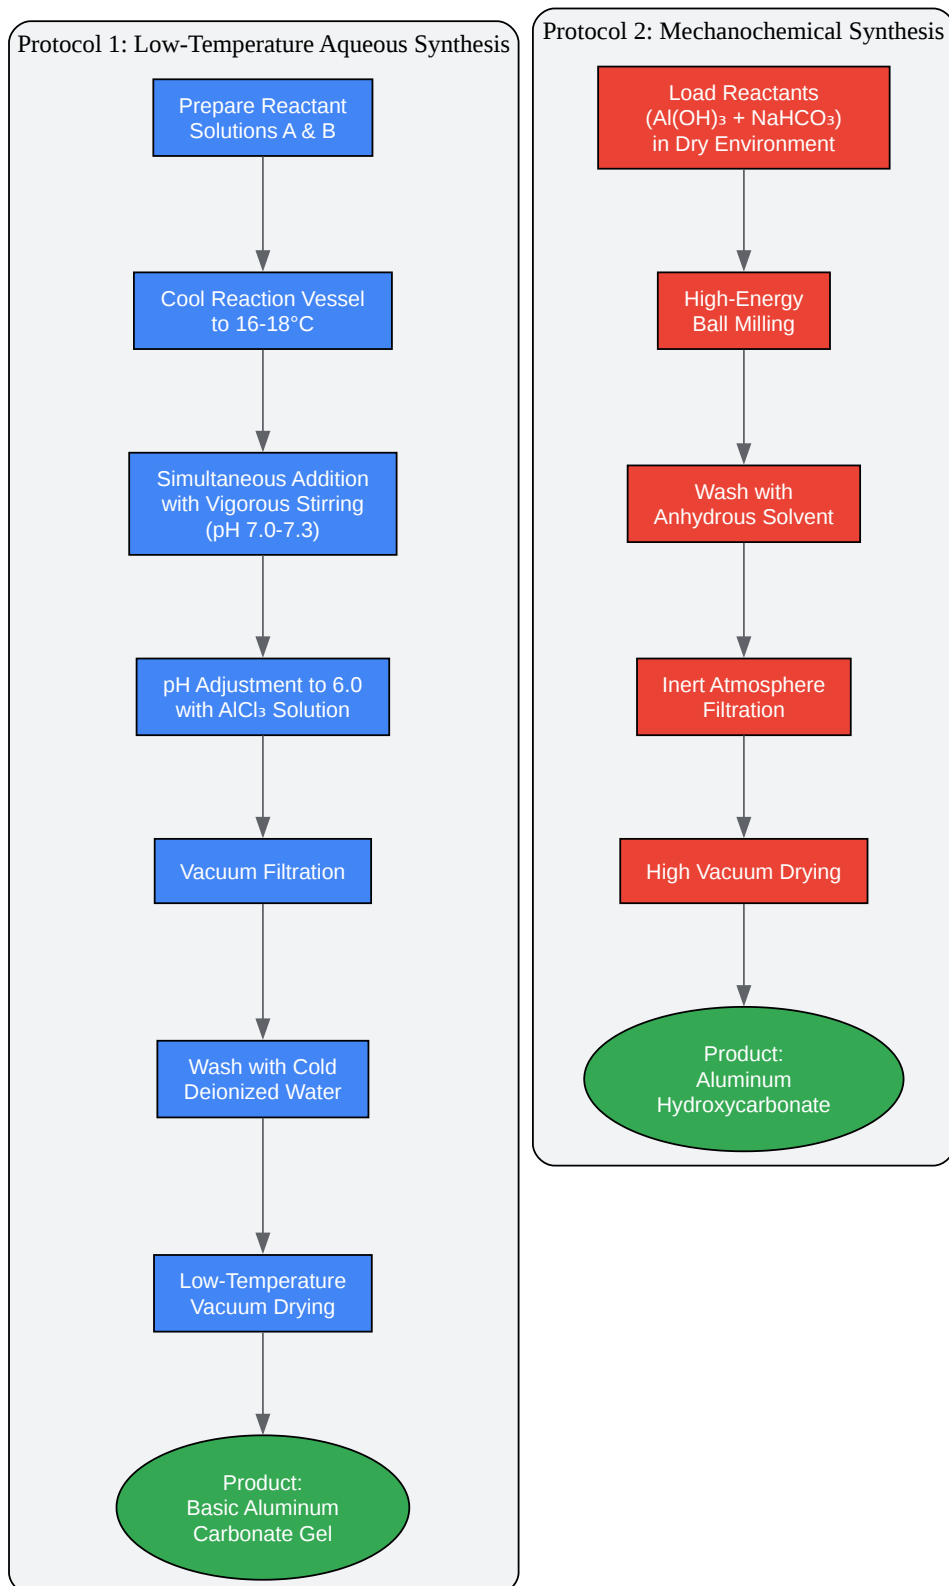 Protocol 1: Low-Temperature Aqueous Synthesis
Prepare Reactant
Solutions A & B
Cool Reaction Vessel
to 16-18°C
Simultaneous Addition
with Vigorous Stirring
(pH 7.0-7.3)
pH Adjustment to 6.0
with AlCl₃ Solution
Vacuum Filtration
Wash with Cold
Deionized Water
Low-Temperature
Vacuum Drying
Product:
Basic Aluminum
Carbonate Gel
Protocol 2: Mechanochemical Synthesis
Load Reactants
(Al(OH)₃ + NaHCO₃)
in Dry Environment
High-Energy
Ball Milling
Wash with
Anhydrous Solvent
Inert Atmosphere
Filtration
High Vacuum Drying
Product:
Aluminum
Hydroxycarbonate